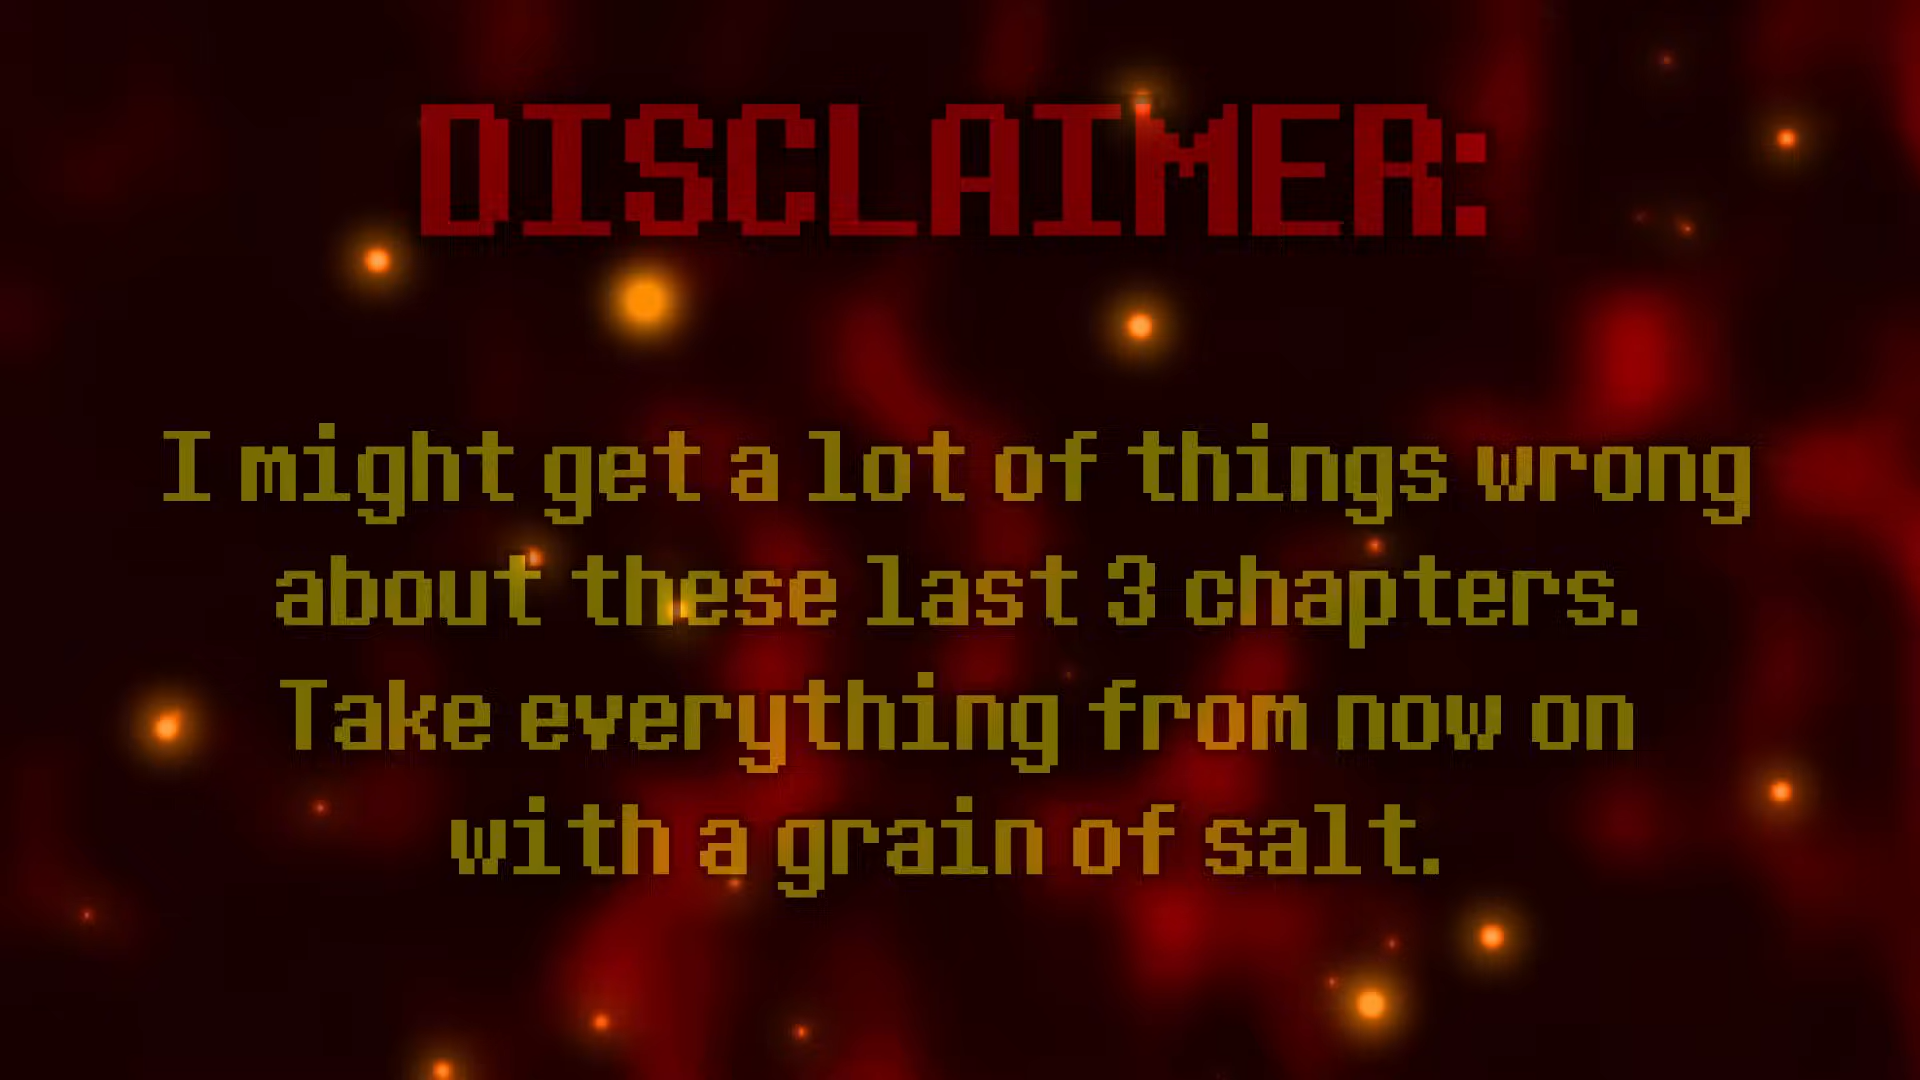 DISCLAIMER:
I might get a lot of things wrong
about these last 3 chapters.
Take everything from now on
with a grain of salt.